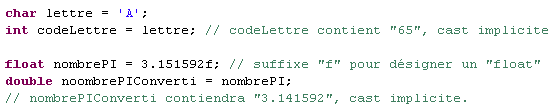 char lettre = 'A';
int codeLettre = lettre; // codeLettre contient "65", cast implicite
float nombrePI = 3.151592f; // suffixe "f" pour désigner un "float"
double noombrePIConverti = nombrePI;
// nombrePIConverti contiendra "3.141592", cast implicite.